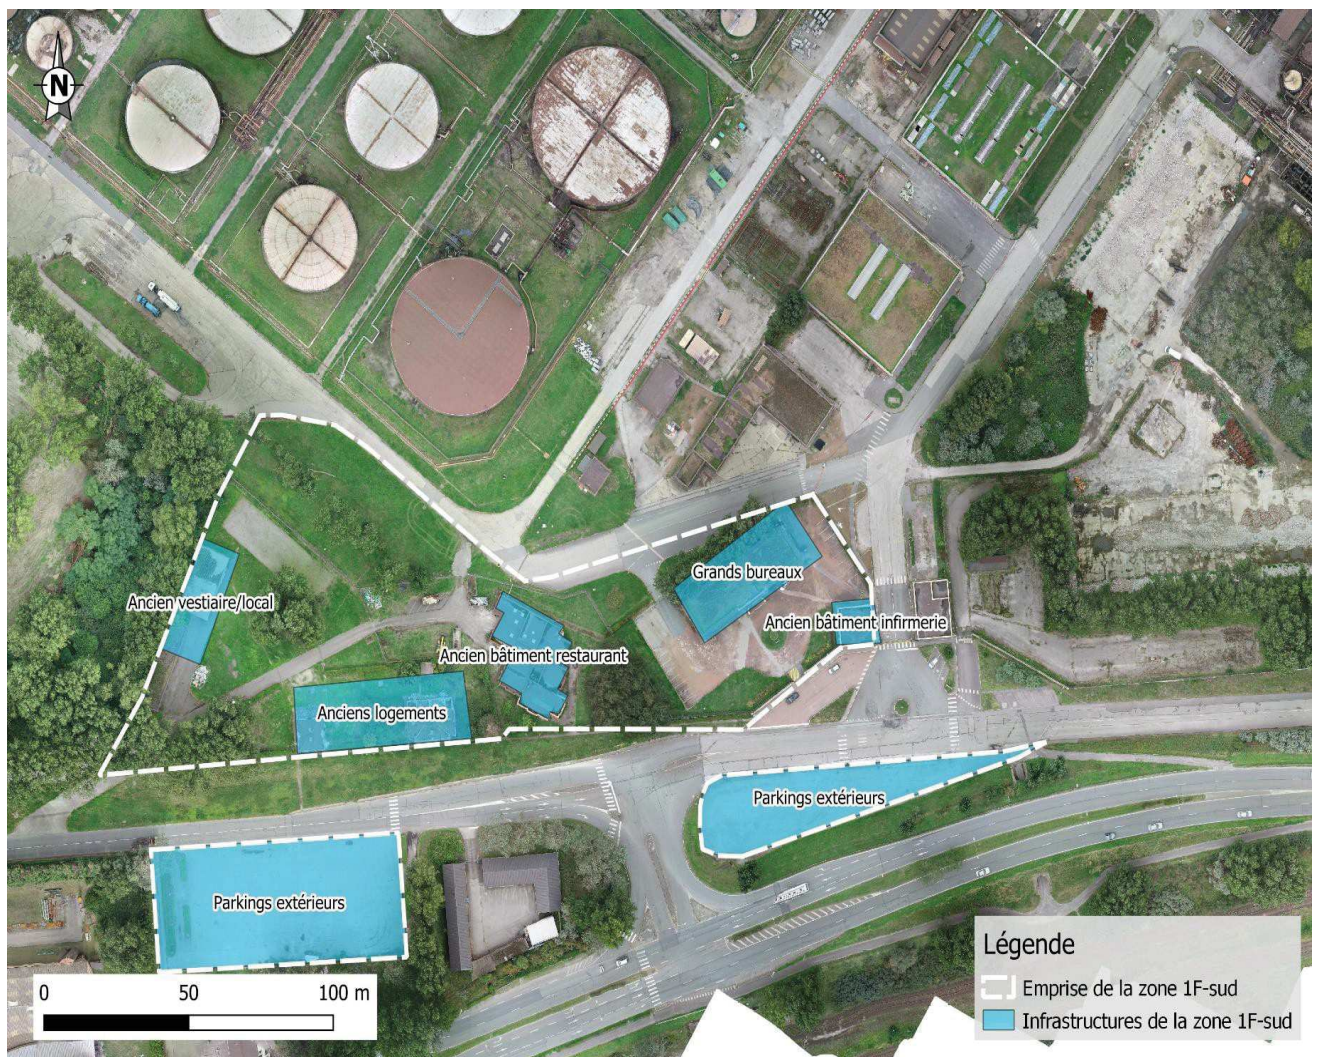 N
Grands bureaux
Ancien vestiaire/local
Ancien bâtiment infirmerie
Ancien bâtiment restaurant
Anciens logements
Parkings extérieurs
Parkings extérieurs
Légende
Emprise de la zone 1F-sud
Infrastructures de la zone 1F-sud
0 50 100 m